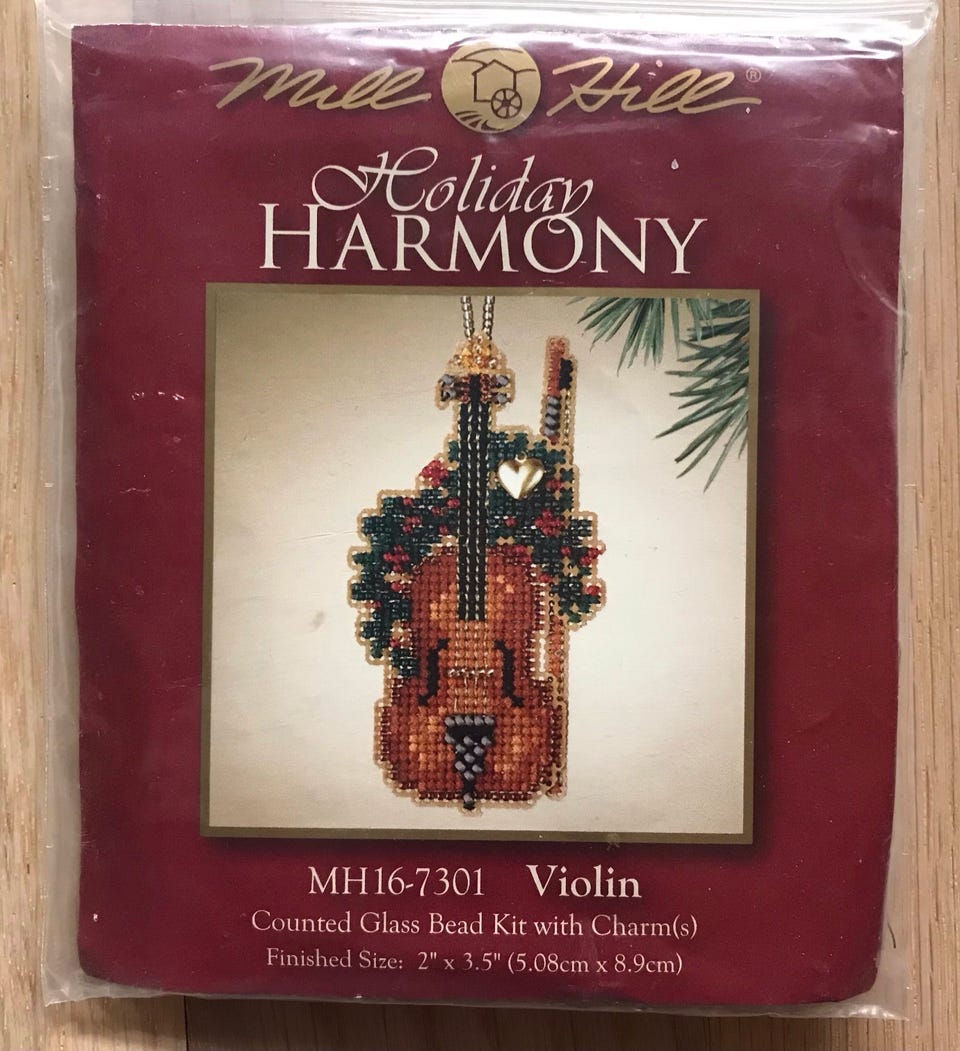 Mill Hill®
Holiday
HARMONY
MH16-7301 Violin
Counted Glass Bead Kit with Charm(s)
Finished Size: 2" x 3.5" (5.08cm x 8.9cm)